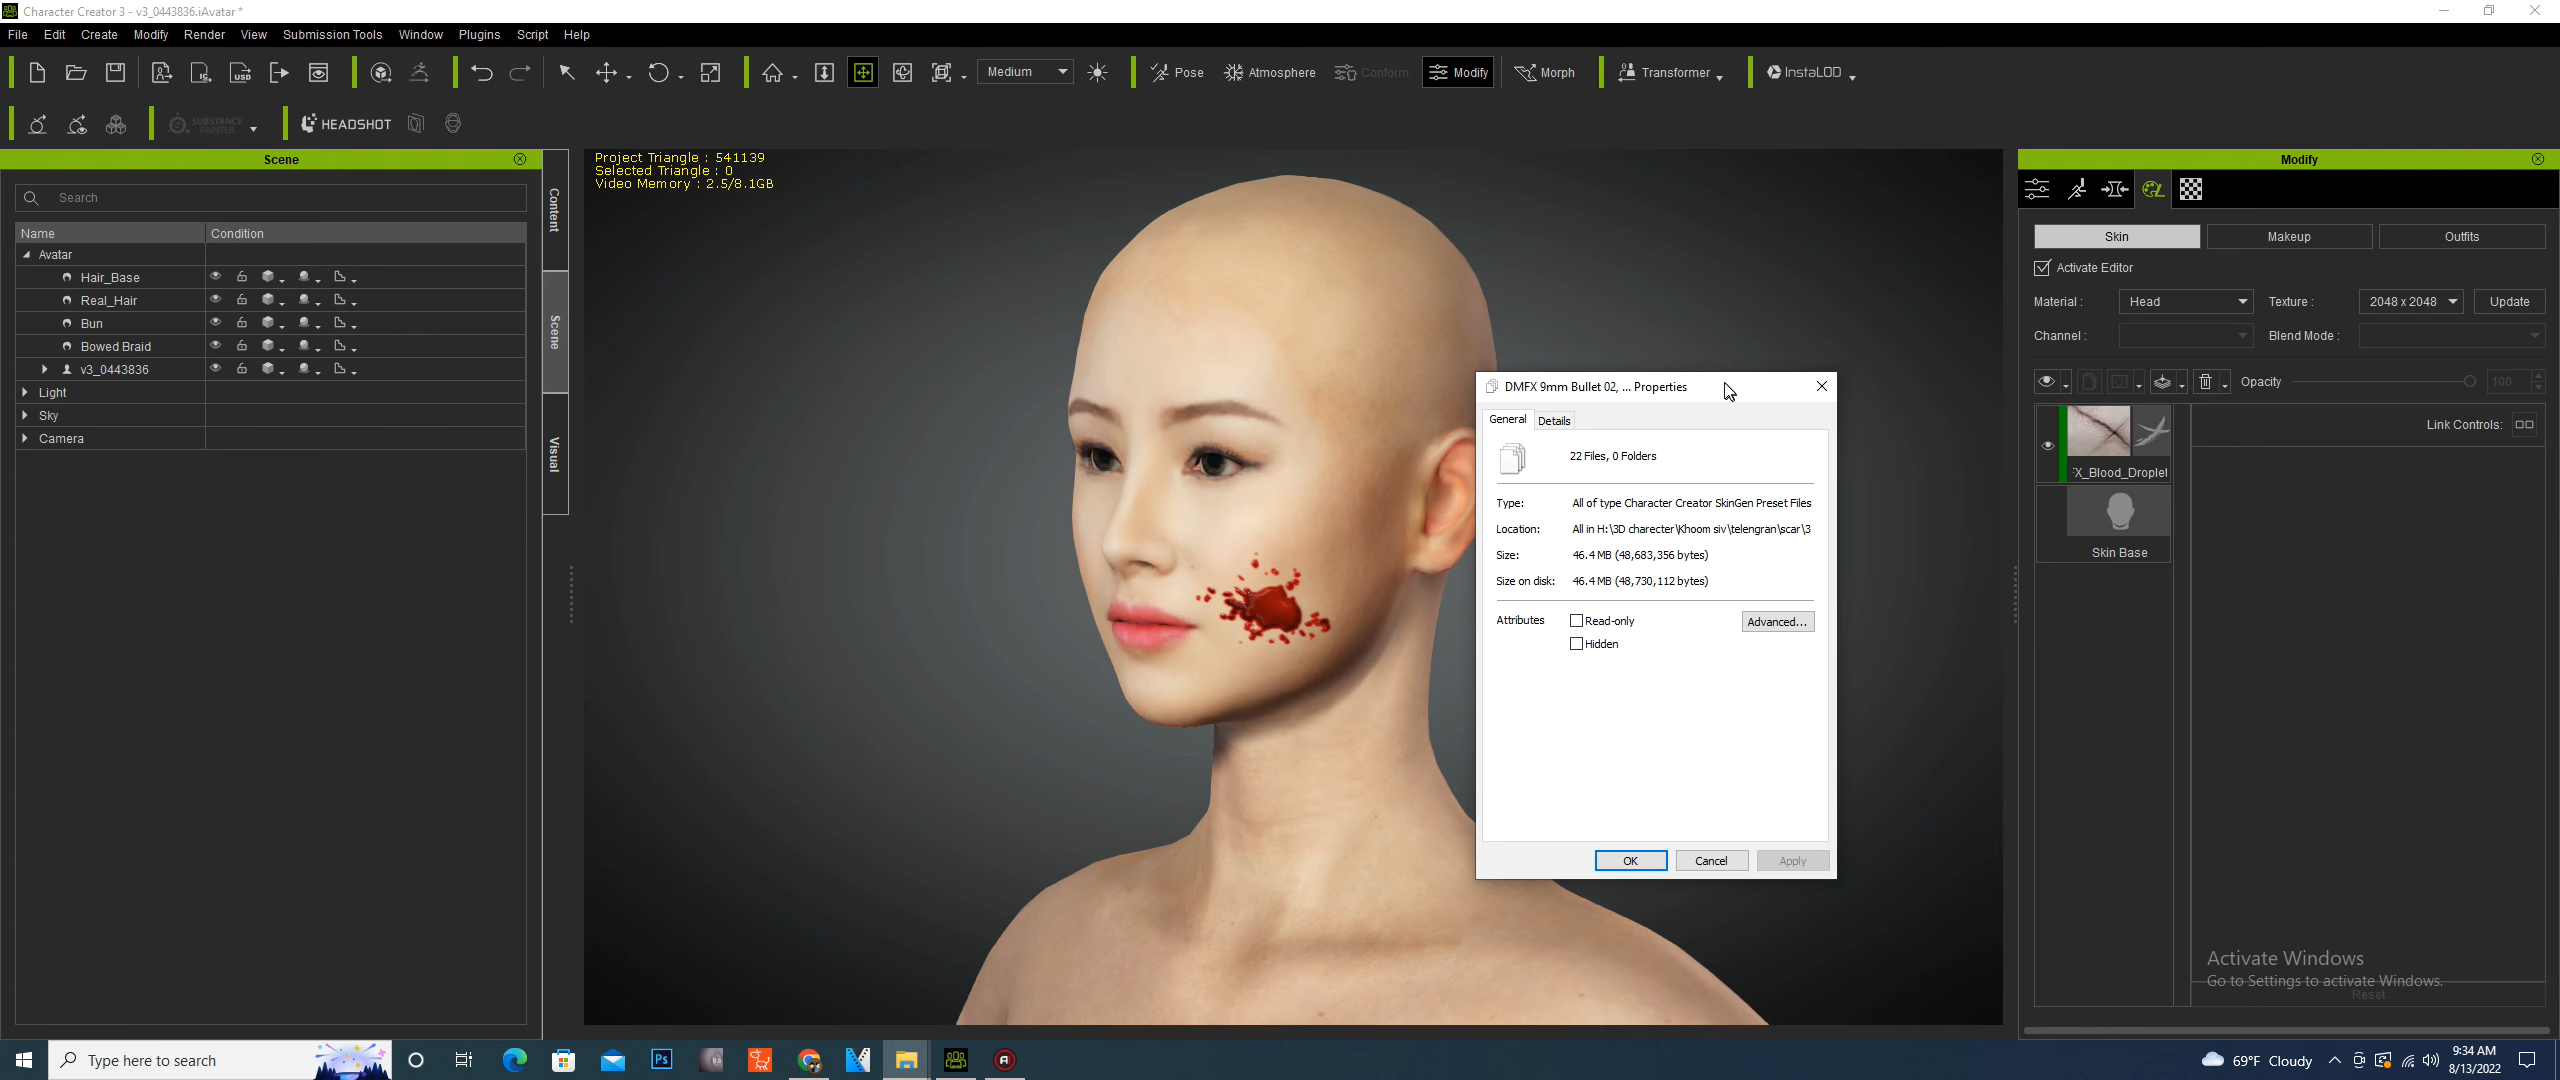 Character Creator 3 - v3_0443836.iAvatar *
File Edit Create Modify Render View Submission Tools Window Plugins Script Help
Medium Pose Atmosphere Conform Modify Morph Transformer InstaLOD
SUBSTANCE PAINTER HEADSHOT
Scene
Search
Name Condition
Avatar
Hair_Base
Real_Hair
Bun
Bowed Braid
v3_0443836
Light
Sky
Camera
Content
Scene
Visual
Project Triangle : 541139
Selected Triangle : 0
Video Memory : 2.5/8.1GB
DMFX 9mm Bullet 02, ... Properties
General Details
22 Files, 0 Folders
Type: All of type Character Creator SkinGen Preset Files
Location: All in H:\3D charecter\Khoom siv\telengran\scar\3
Size: 46.4 MB (48,683,356 bytes)
Size on disk: 46.4 MB (48,730,112 bytes)
Attributes Read-only Advanced...
Hidden
OK Cancel Apply
Modify
Skin Makeup Outfits
Activate Editor
Material : Head Texture : 2048 x 2048 Update
Channel : Blend Mode :
Opacity 100
Link Controls:
X_Blood_Droplet
Skin Base
Activate Windows
Go to Settings to activate Windows.
Reset
Type here to search
Ps
69°F Cloudy
9:34 AM
8/13/2022